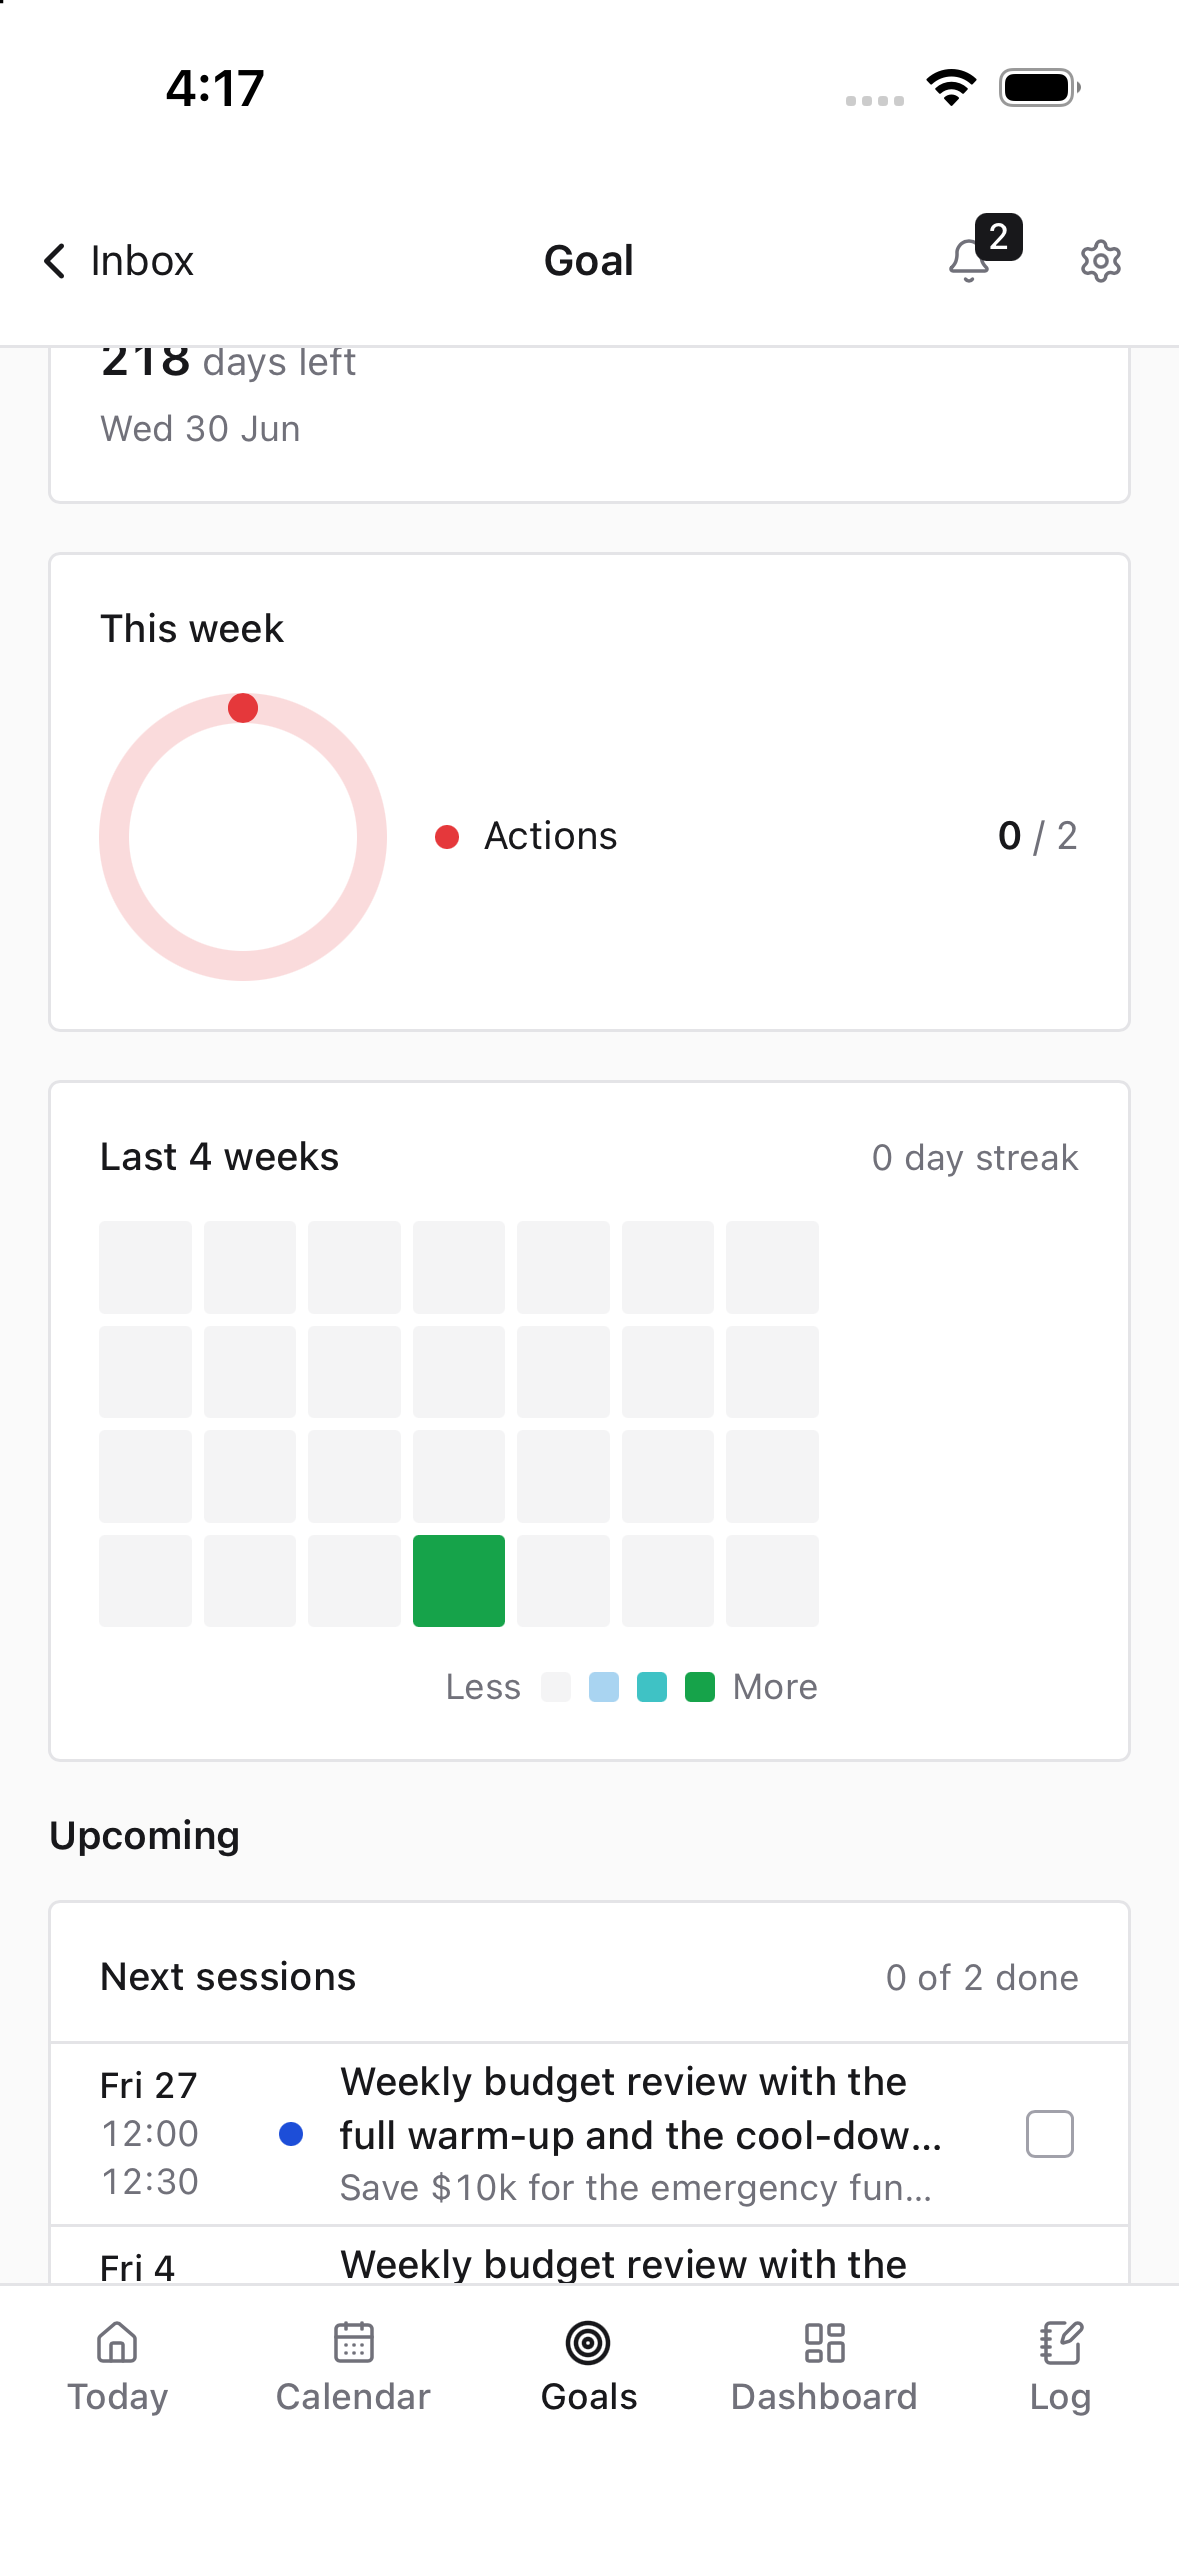 4:17
Inbox
Goal
2
218 days left
Wed 30 Jun
This week
Actions
0 / 2
Last 4 weeks
0 day streak
Less
More
Upcoming
Next sessions
0 of 2 done
Fri 27
12:00
12:30
Weekly budget review with the
full warm-up and the cool-dow...
Save $10k for the emergency fun...
Fri 4
Weekly budget review with the
Today
Calendar
Goals
Dashboard
Log